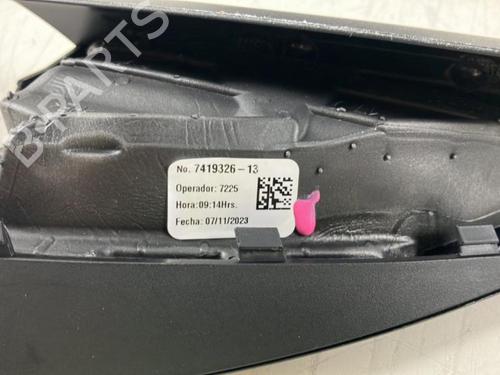 B-PARTS
No. 7419326-13
Operador: 7225
Hora: 09:14Hrs.
Fecha: 07/11/2023